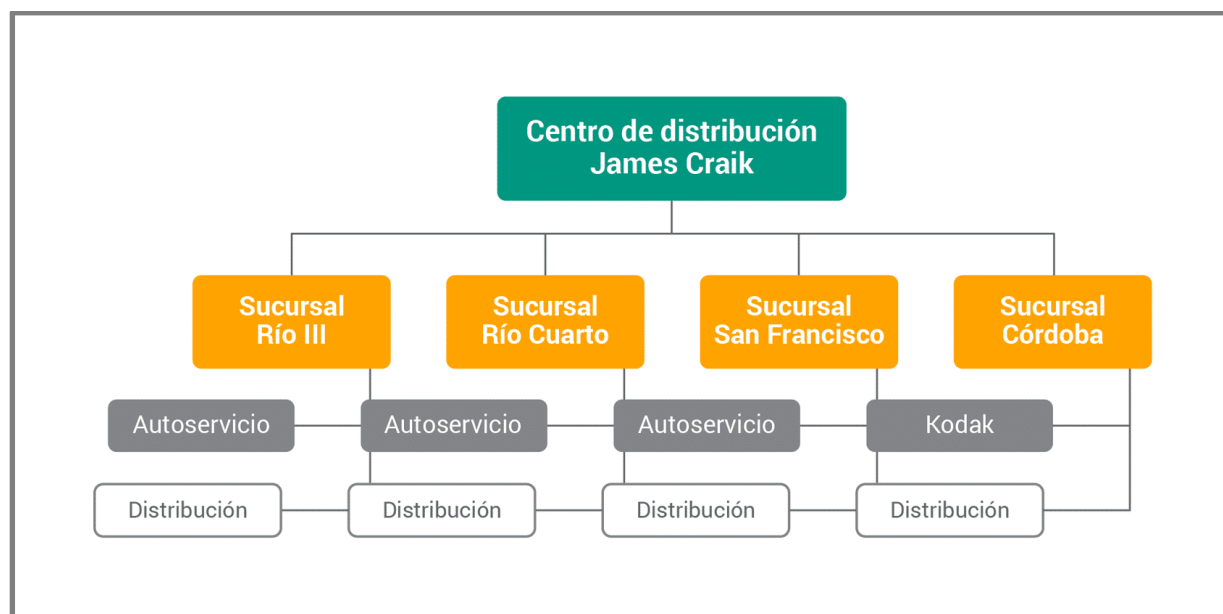 Centro de distribución
James Craik
Sucursal
Río III
Sucursal
Río Cuarto
Sucursal
San Francisco
Sucursal
Córdoba
Autoservicio
Autoservicio
Autoservicio
Kodak
Distribución
Distribución
Distribución
Distribución